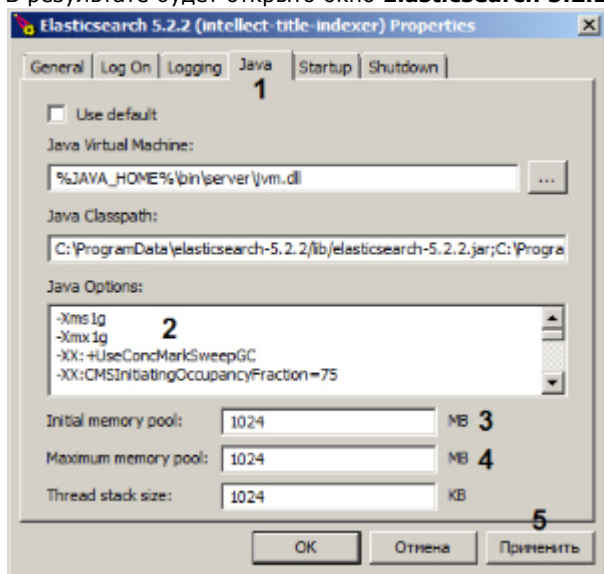 В результате будет открыто окно Elasticsearch 5.2.2
Elasticsearch 5.2.2 (intellect-title-indexer) Properties
General Log On Logging Java Startup Shutdown
1
Use default
Java Virtual Machine:
%JAVA_HOME%\bin\server\jvm.dll ...
Java Classpath:
C:\ProgramData\elasticsearch-5.2.2/lib/elasticsearch-5.2.2.jar;C:\Progra
Java Options:
-Xms1g
-Xmx1g
2
-XX:+UseConcMarkSweepGC
-XX:CMSInitiatingOccupancyFraction=75
Initial memory pool: 1024 MB 3
Maximum memory pool: 1024 MB 4
Thread stack size: 1024 KB
5
OK Отмена Применить